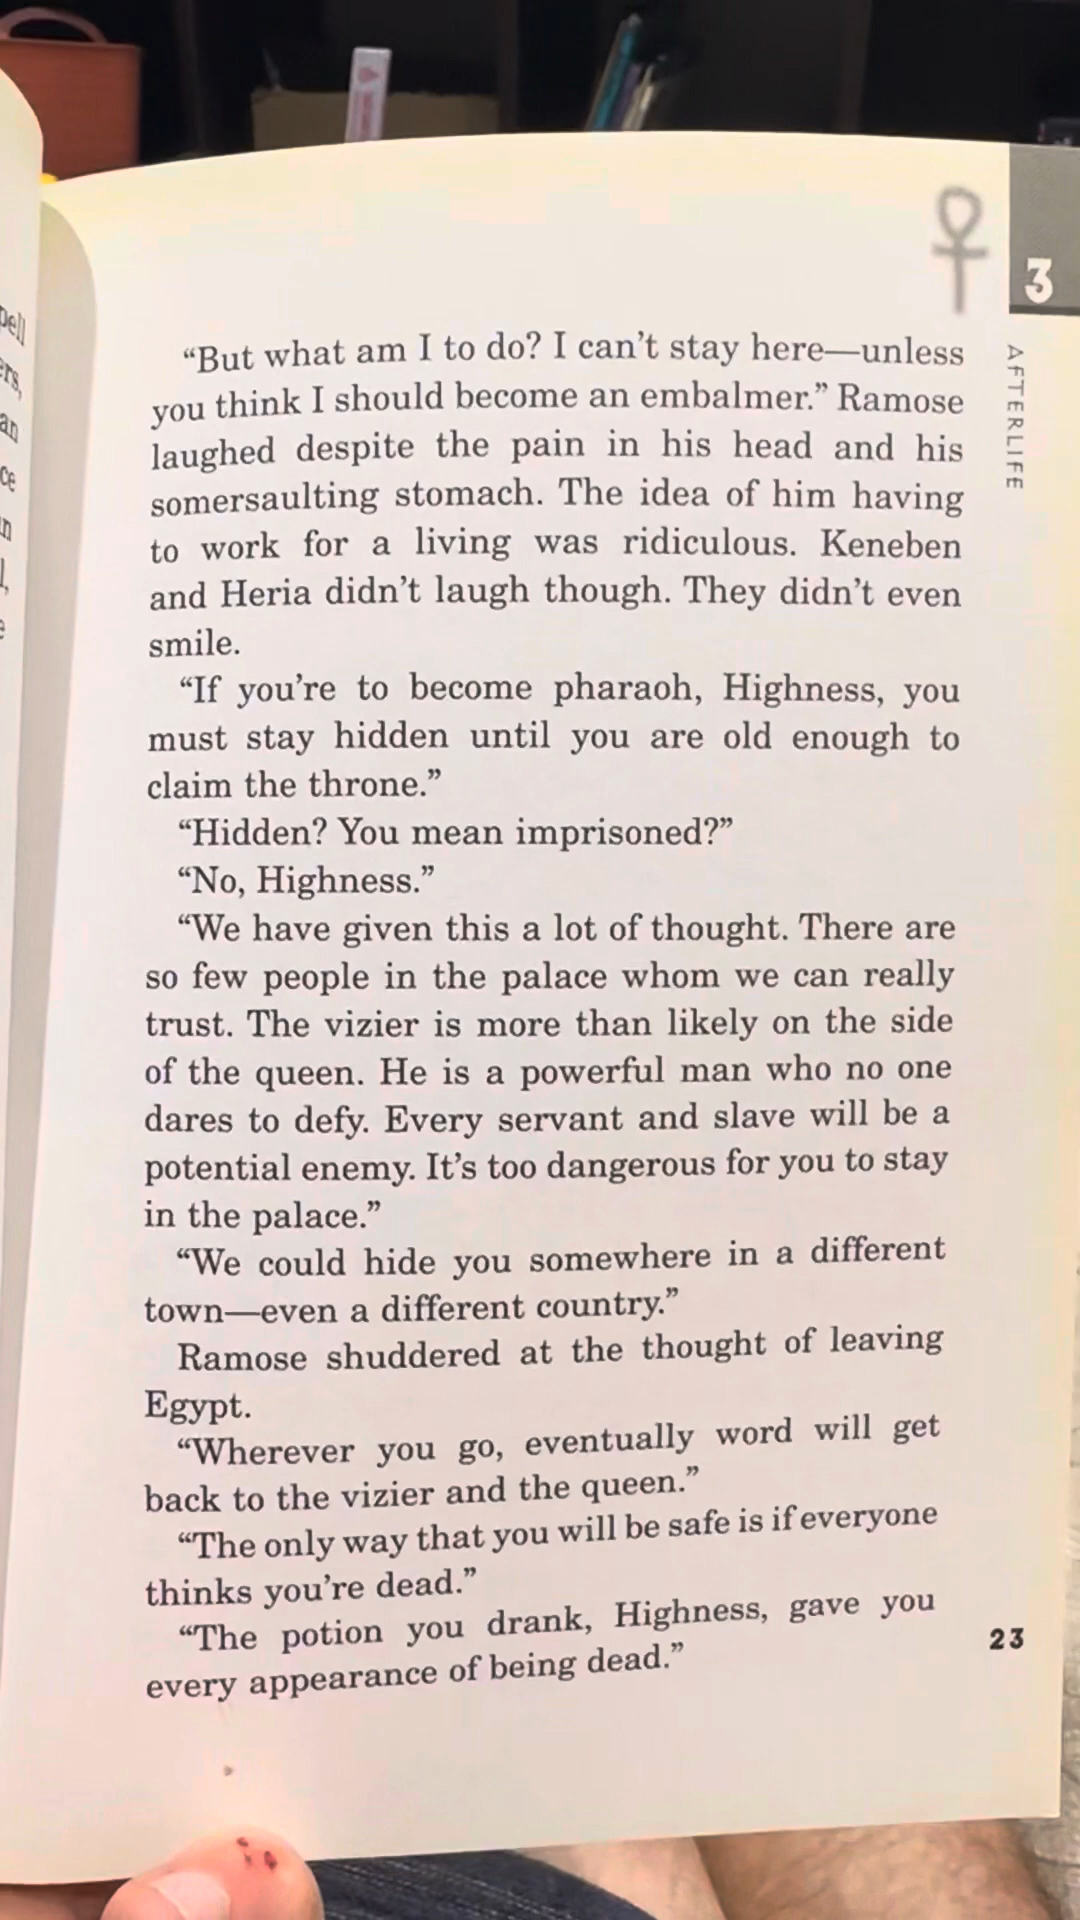 3
AFTERLIFE
“But what am I to do? I can’t stay here—unless
you think I should become an embalmer.” Ramose
laughed despite the pain in his head and his
somersaulting stomach. The idea of him having
to work for a living was ridiculous. Keneben
and Heria didn’t laugh though. They didn’t even
smile.
“If you’re to become pharaoh, Highness, you
must stay hidden until you are old enough to
claim the throne.”
“Hidden? You mean imprisoned?”
“No, Highness.”
“We have given this a lot of thought. There are
so few people in the palace whom we can really
trust. The vizier is more than likely on the side
of the queen. He is a powerful man who no one
dares to defy. Every servant and slave will be a
potential enemy. It’s too dangerous for you to stay
in the palace.”
“We could hide you somewhere in a different
town—even a different country.”
Ramose shuddered at the thought of leaving
Egypt.
“Wherever you go, eventually word will get
back to the vizier and the queen.”
“The only way that you will be safe is if everyone
thinks you’re dead.”
“The potion you drank, Highness, gave you
every appearance of being dead.”
23